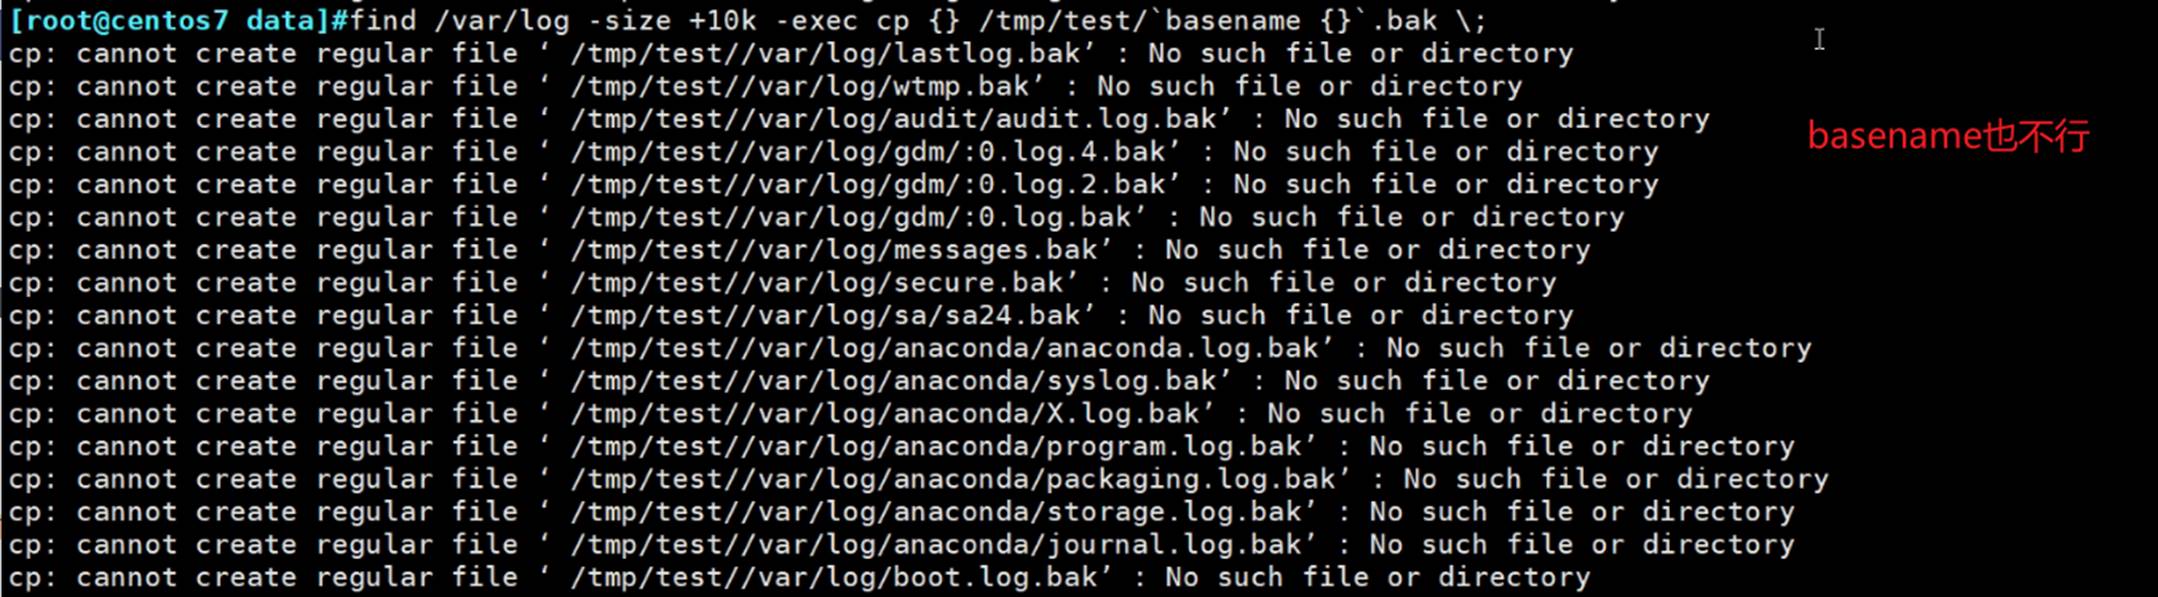 [root@centos7 data]#find /var/log -size +10k -exec cp {} /tmp/test/`basename {}`.bak \;
cp: cannot create regular file ‘ /tmp/test//var/log/lastlog.bak’ : No such file or directory
cp: cannot create regular file ‘ /tmp/test//var/log/wtmp.bak’ : No such file or directory
cp: cannot create regular file ‘ /tmp/test//var/log/audit/audit.log.bak’ : No such file or directory
basename也不行
cp: cannot create regular file ‘ /tmp/test//var/log/gdm/:0.log.4.bak’ : No such file or directory
cp: cannot create regular file ‘ /tmp/test//var/log/gdm/:0.log.2.bak’ : No such file or directory
cp: cannot create regular file ‘ /tmp/test//var/log/gdm/:0.log.bak’ : No such file or directory
cp: cannot create regular file ‘ /tmp/test//var/log/messages.bak’ : No such file or directory
cp: cannot create regular file ‘ /tmp/test//var/log/secure.bak’ : No such file or directory
cp: cannot create regular file ‘ /tmp/test//var/log/sa/sa24.bak’ : No such file or directory
cp: cannot create regular file ‘ /tmp/test//var/log/anaconda/anaconda.log.bak’ : No such file or directory
cp: cannot create regular file ‘ /tmp/test//var/log/anaconda/syslog.bak’ : No such file or directory
cp: cannot create regular file ‘ /tmp/test//var/log/anaconda/X.log.bak’ : No such file or directory
cp: cannot create regular file ‘ /tmp/test//var/log/anaconda/program.log.bak’ : No such file or directory
cp: cannot create regular file ‘ /tmp/test//var/log/anaconda/packaging.log.bak’ : No such file or directory
cp: cannot create regular file ‘ /tmp/test//var/log/anaconda/storage.log.bak’ : No such file or directory
cp: cannot create regular file ‘ /tmp/test//var/log/anaconda/journal.log.bak’ : No such file or directory
cp: cannot create regular file ‘ /tmp/test//var/log/boot.log.bak’ : No such file or directory